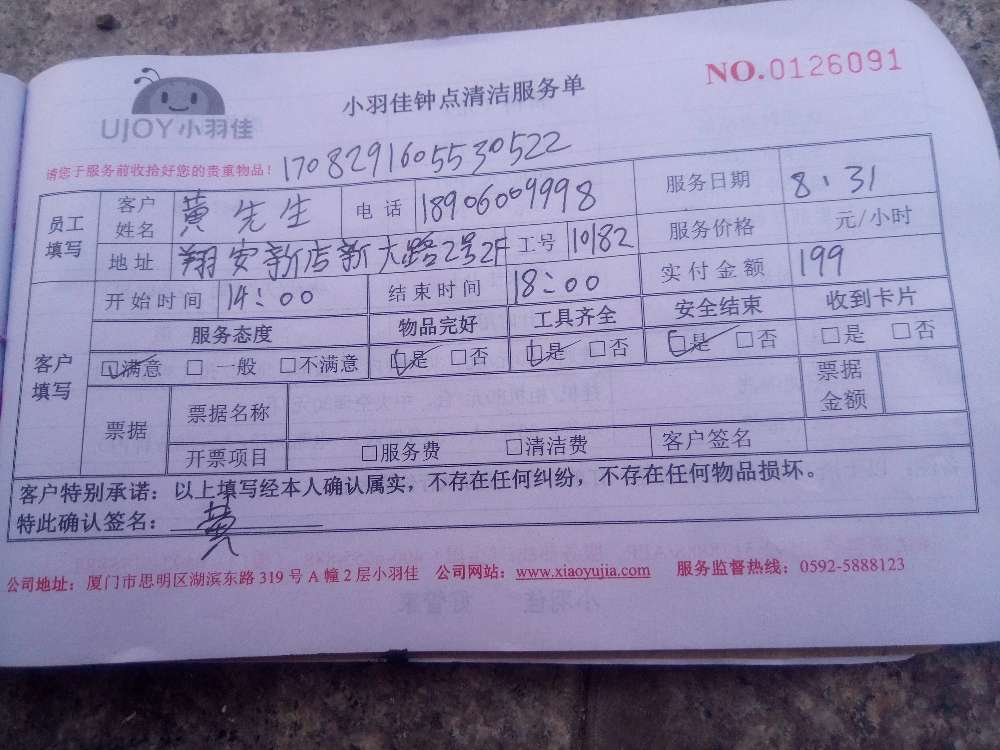 UJOY小羽佳
小羽佳钟点清洁服务单
NO.0126091
请您于服务前收拾好您的贵重物品！
1708291605530522
员工填写 客户姓名 黄先生 电话 18906009998 服务日期 8.31
地址 翔安新店新大路2号2F 工号 10182 服务价格 元/小时
客户填写 开始时间 14:00 结束时间 18:00 实付金额 199
服务态度 物品完好 工具齐全 安全结束 收到卡片
☑满意 □ 一般 □不满意 ☑是 □否 ☑是 □否 ☑是 □否 □是 □否
票据 票据名称 票据金额
开票项目 □服务费 □清洁费 客户签名
客户特别承诺：以上填写经本人确认属实，不存在任何纠纷，不存在任何物品损坏。
特此确认签名： 黄
公司地址：厦门市思明区湖滨东路 319 号 A 幢 2 层小羽佳 公司网站：www.xiaoyujia.com 服务监督热线：0592-5888123